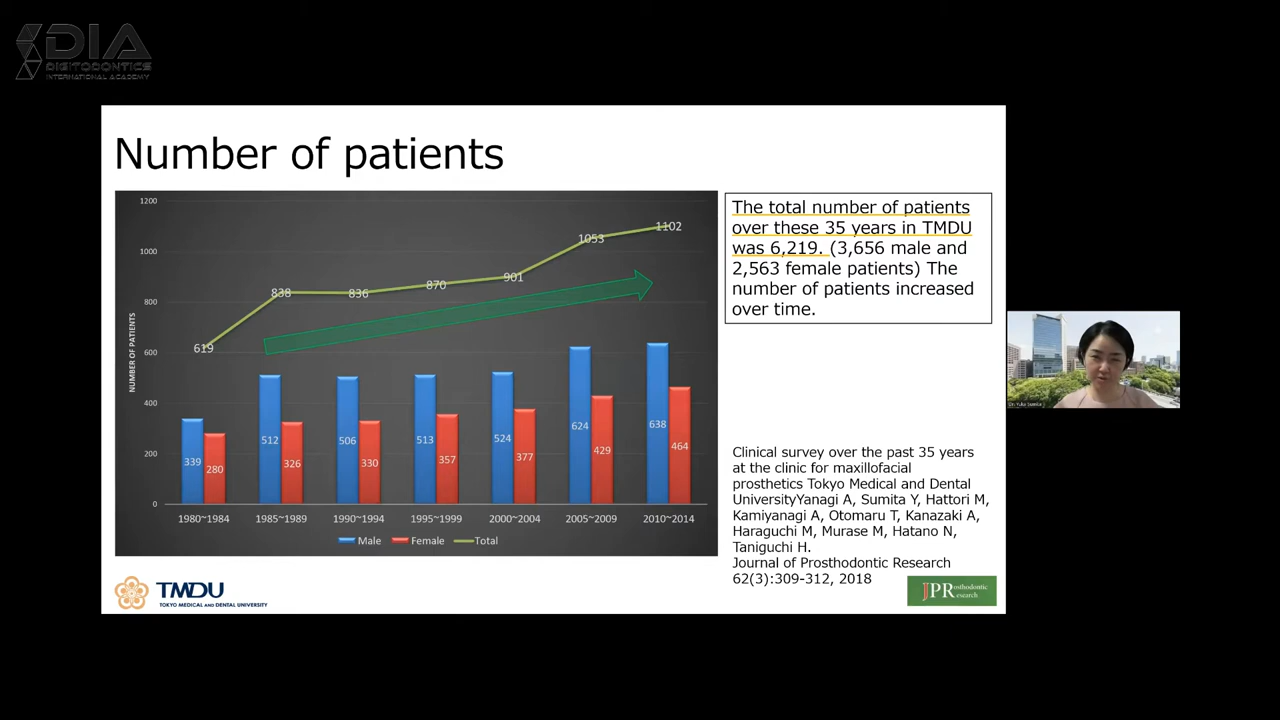 DIA
DIGITODONTICS
INTERNATIONAL ACADEMY
Number of patients
1200
1000
800
600
400
200
0
NUMBER OF PATIENTS
619
838
836
870
901
1053
1102
339
280
512
326
506
330
513
357
524
377
624
429
638
464
1980~1984
1985~1989
1990~1994
1995~1999
2000~2004
2005~2009
2010~2014
Male
Female
Total
The total number of patients
over these 35 years in TMDU
was 6,219. (3,656 male and
2,563 female patients) The
number of patients increased
over time.
Clinical survey over the past 35 years
at the clinic for maxillofacial
prosthetics Tokyo Medical and Dental
UniversityYanagi A, Sumita Y, Hattori M,
Kamiyanagi A, Otomaru T, Kanazaki A,
Haraguchi M, Murase M, Hatano N,
Taniguchi H.
Journal of Prosthodontic Research
62(3):309-312, 2018
TMDU
TOKYO MEDICAL AND DENTAL UNIVERSITY
JPRosthodontic
esearch
Dr. Yuka Sumita